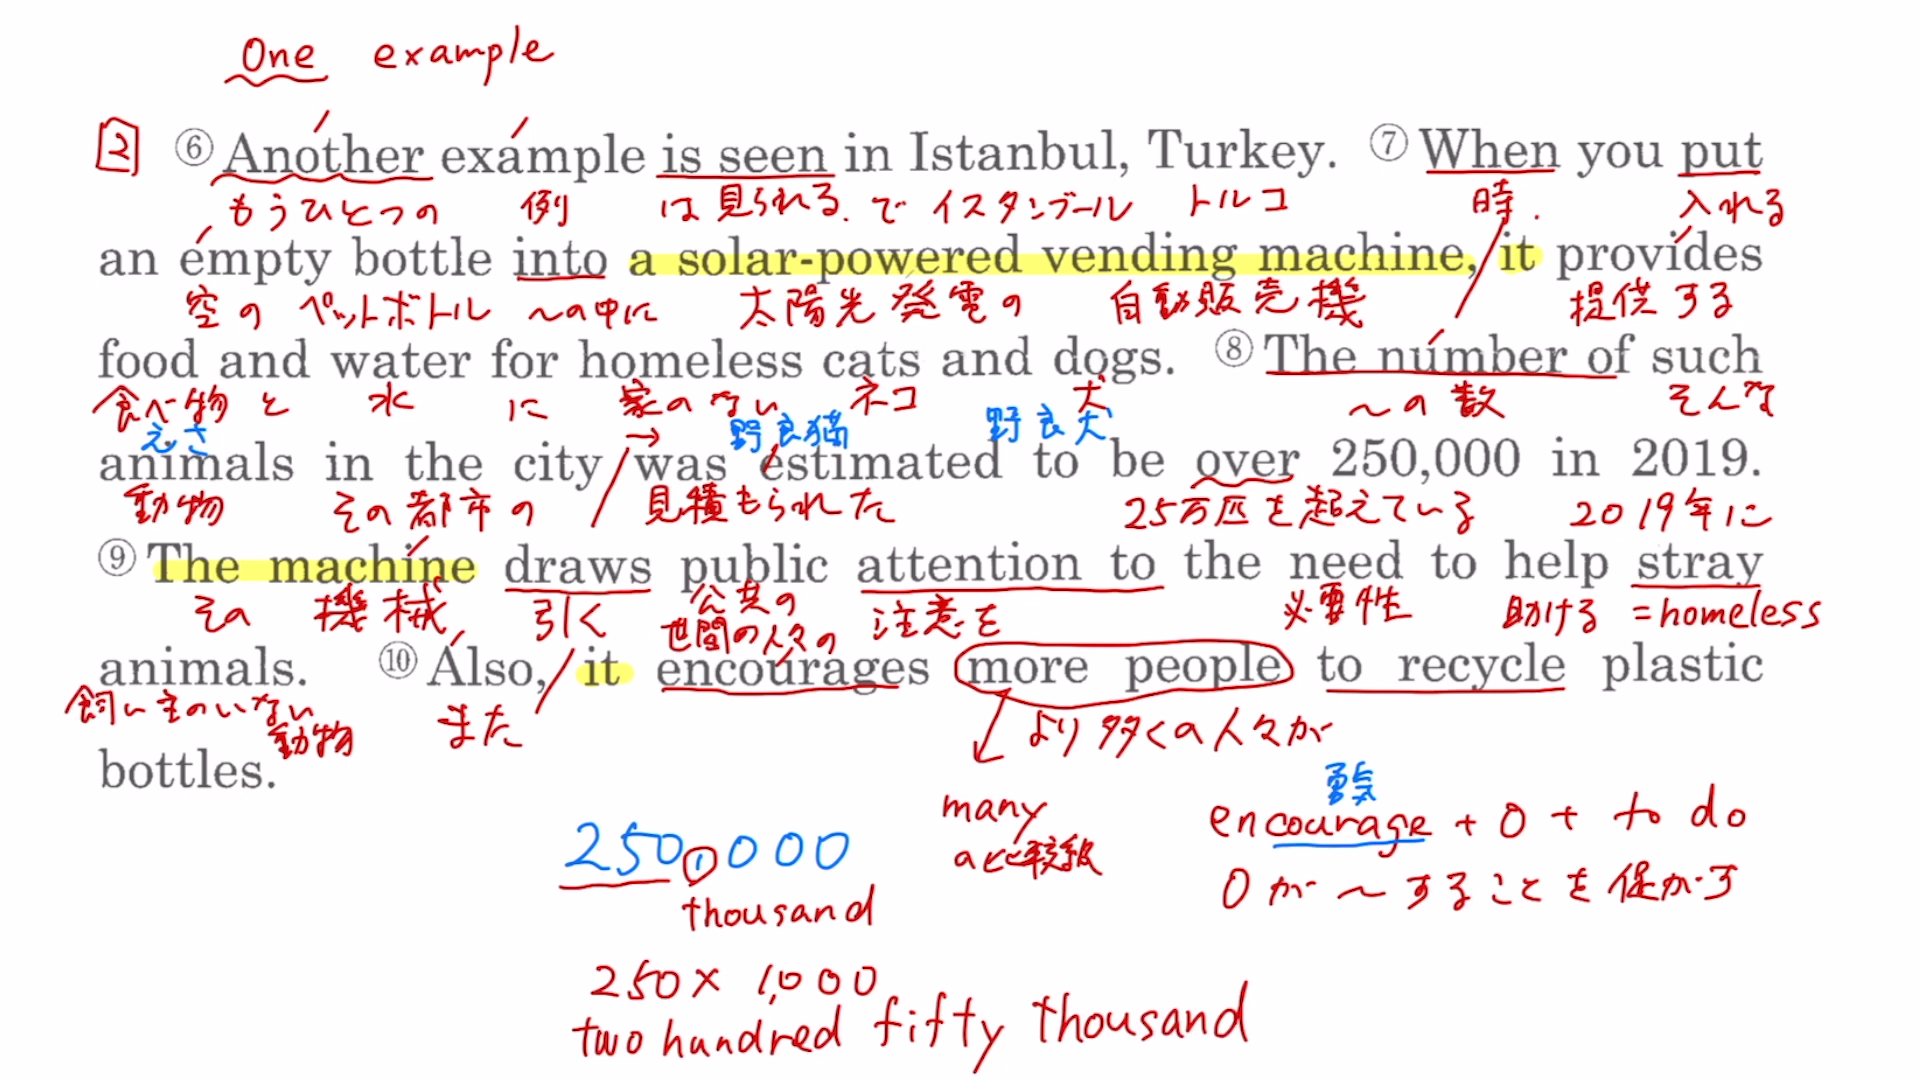 One example
2 ⑥ Another example is seen in Istanbul, Turkey. ⑦ When you put
もうひとつの 例 は見られる. で イスタンブール トルコ 時. 入れる
an empty bottle into a solar-powered vending machine, it provides
空の ペットボトル 〜の中に 太陽光発電の 自動販売機 提供する
food and water for homeless cats and dogs. ⑧ The number of such
食べ物 と 水 に 家のない ネコ 犬 〜の数 そんな
えさ 野良猫 野良犬
animals in the city was estimated to be over 250,000 in 2019.
動物 その都市の 見積もられた 25万匹を超えている 2019年に
⑨ The machine draws public attention to the need to help stray
その 機械 引く 公共の 注意を 必要性 助ける =homeless
世間の人々の
animals. ⑩ Also, it encourages more people to recycle plastic
飼い主のいない また より多くの人々が
動物
bottles.
勇気
many encourage + O + to do
250,000 aと比較級 Oが〜することを促がす
thousand
250× 1,000
two hundred fifty thousand